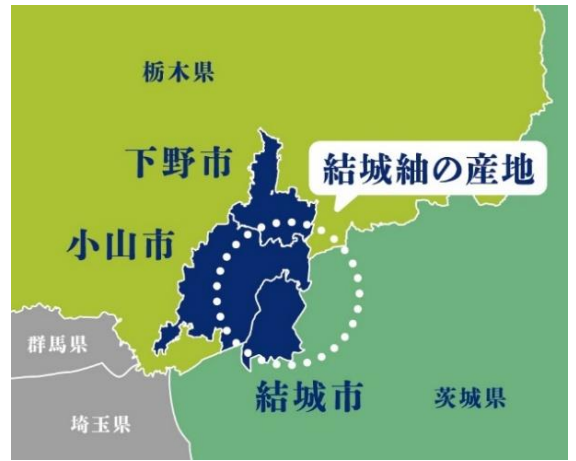 栃木県
下野市
結城紬の産地
小山市
群馬県
結城市
茨城県
埼玉県